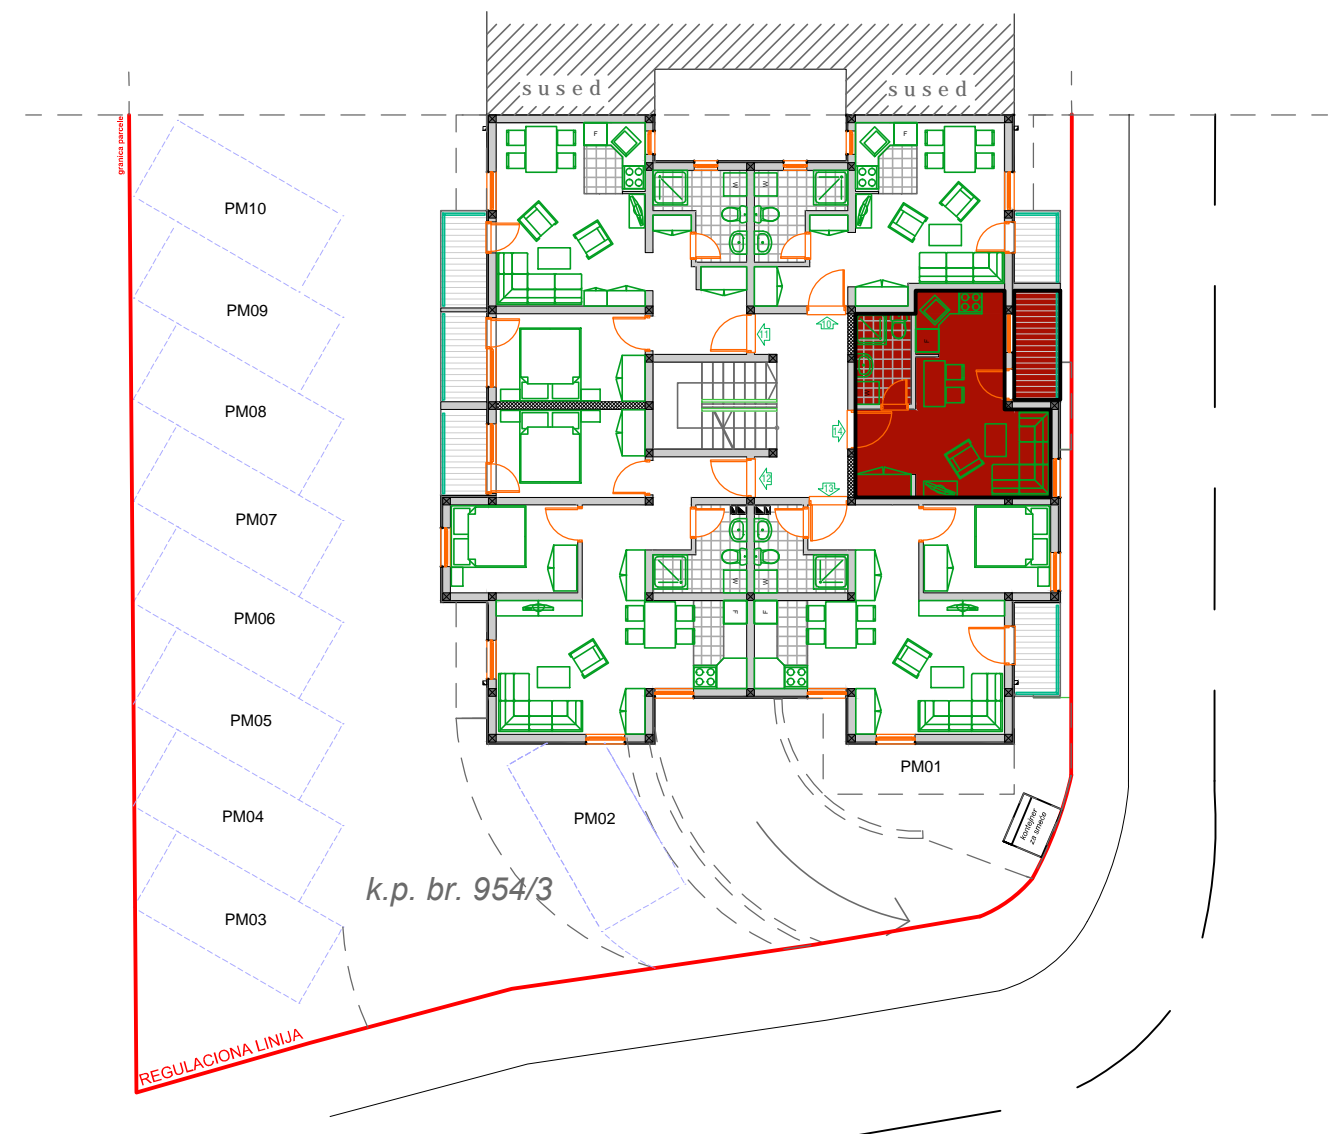 sused
sused
granica parcele
F
F
W
W
PM10
PM09
PM08
PM07
PM06
PM05
PM04
PM03
11
10
F
14
12
13
W
W
F
F
PM01
PM02
kontejner
za smeće
k.p. br. 954/3
REGULACIONA LINIJA